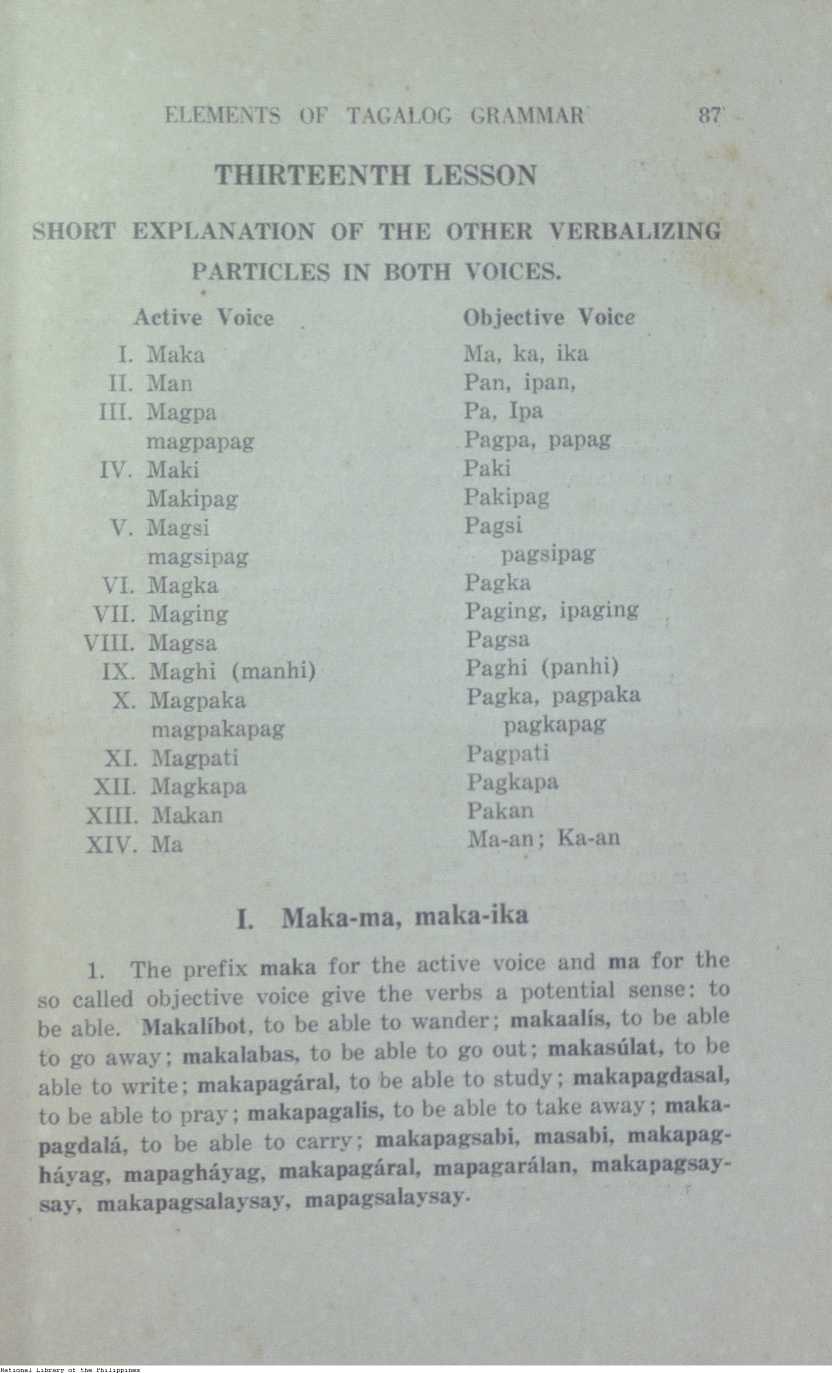 ELEMENTS OF TAGALOG GRAMMAR 87
THIRTEENTH LESSON
SHORT EXPLANATION OF THE OTHER VERBALIZING
PARTICLES IN BOTH VOICES.
Active Voice Objective Voice
I. Maka Ma, ka, ika
II. Man Pan, ipan,
III. Magpa Pa, Ipa
magpapag Pagpa, papag
IV. Maki Paki
Makipag Pakipag
V. Magsi Pagsi
magsipag pagsipag
VI. Magka Pagka
VII. Maging Paging, ipaging
VIII. Magsa Pagsa
IX. Maghi (manhi) Paghi (panhi)
X. Magpaka Pagka, pagpaka
magpakapag pagkapag
XI. Magpati Pagpati
XII. Magkapa Pagkapa
XIII. Makan Pakan
XIV. Ma Ma-an; Ka-an
I. Maka-ma, maka-ika
1. The prefix maka for the active voice and ma for the
so called objective voice give the verbs a potential sense: to
be able. Makalíbot, to be able to wander; makaalís, to be able
to go away; makalabas, to be able to go out; makasúlat, to be
able to write; makapagáral, to be able to study; makapagdasal,
to be able to pray; makapagalis, to be able to take away; maka-
pagdalá, to be able to carry; makapagsabi, masabi, makapag-
háyag, mapagháyag, makapagáral, mapagarálan, makapagsay-
say, makapagsalaysay, mapagsalaysay.
National Library of the Philippines